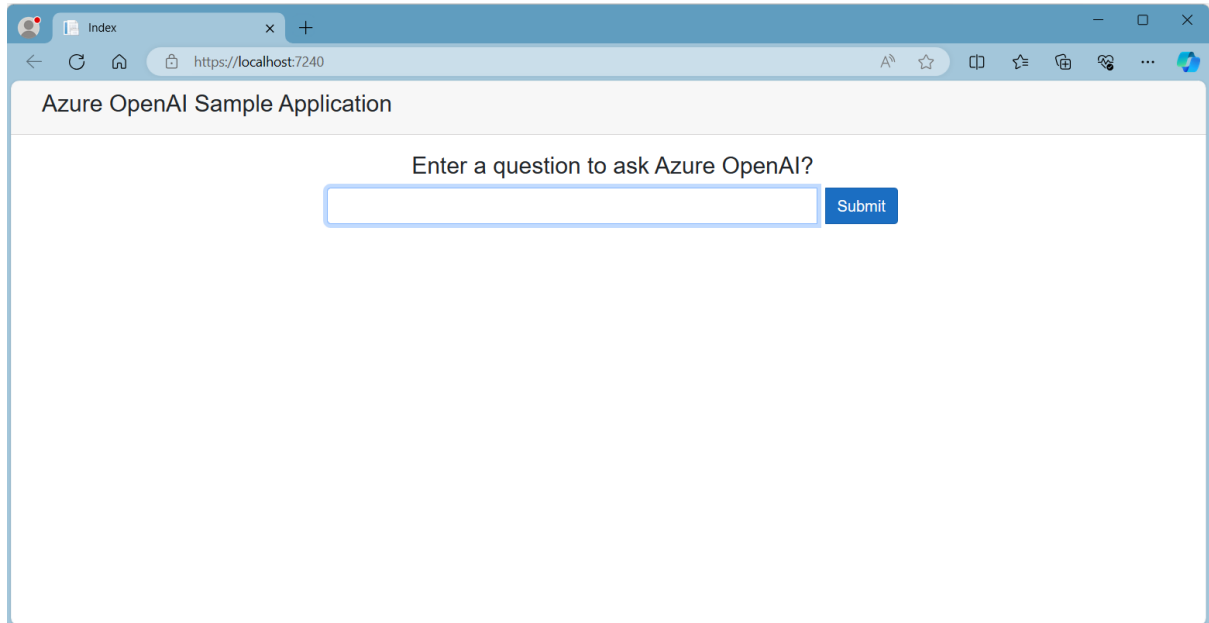 Index
https://localhost:7240
Azure OpenAI Sample Application
Enter a question to ask Azure OpenAI?
Submit